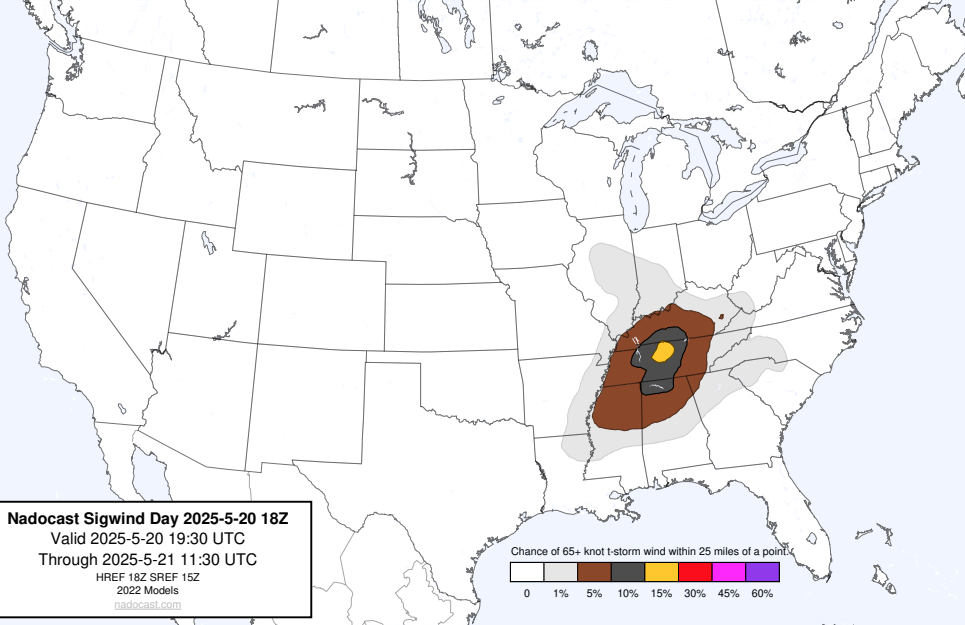 Nadocast Sigwind Day 2025-5-20 18Z
Valid 2025-5-20 19:30 UTC
Through 2025-5-21 11:30 UTC
HREF 18Z SREF 15Z
2022 Models
nadocast.com
Chance of 65+ knot t-storm wind within 25 miles of a point.
0 1% 5% 10% 15% 30% 45% 60%